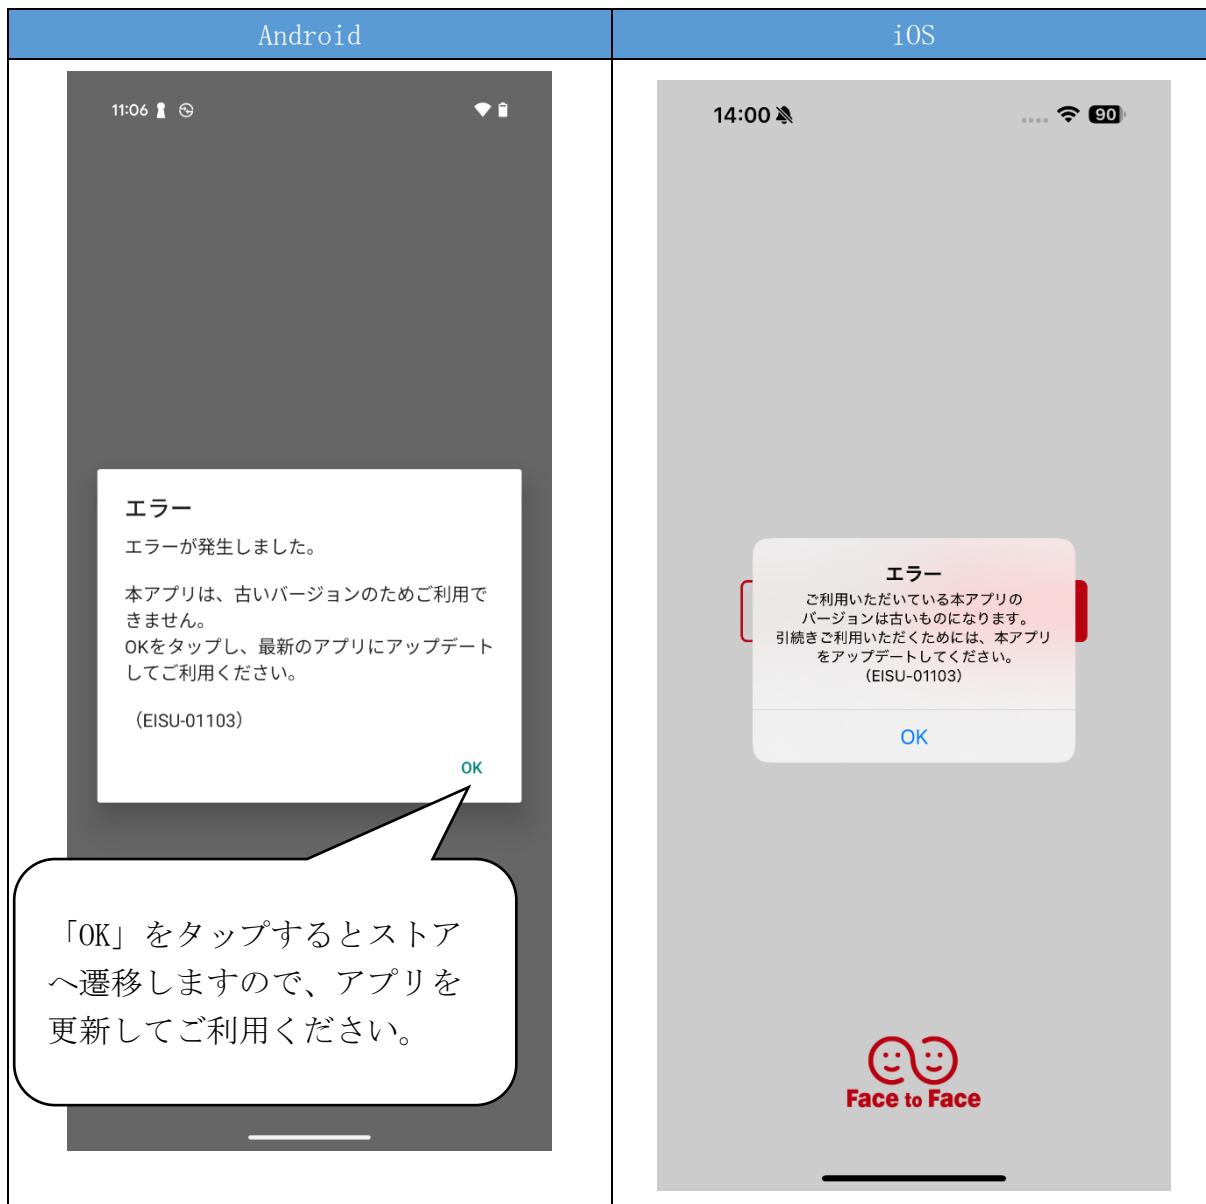 Android
iOS
11:06
エラー
エラーが発生しました。
本アプリは、古いバージョンのためご利用で
きません。
OKをタップし、最新のアプリにアップデート
してご利用ください。
（EISU-01103）
OK
「OK」をタップするとストア
へ遷移しますので、アプリを
更新してご利用ください。
14:00
90
エラー
ご利用いただいている本アプリの
バージョンは古いものになります。
引続きご利用いただくためには、本アプリ
をアップデートしてください。
（EISU-01103）
OK
Face to Face